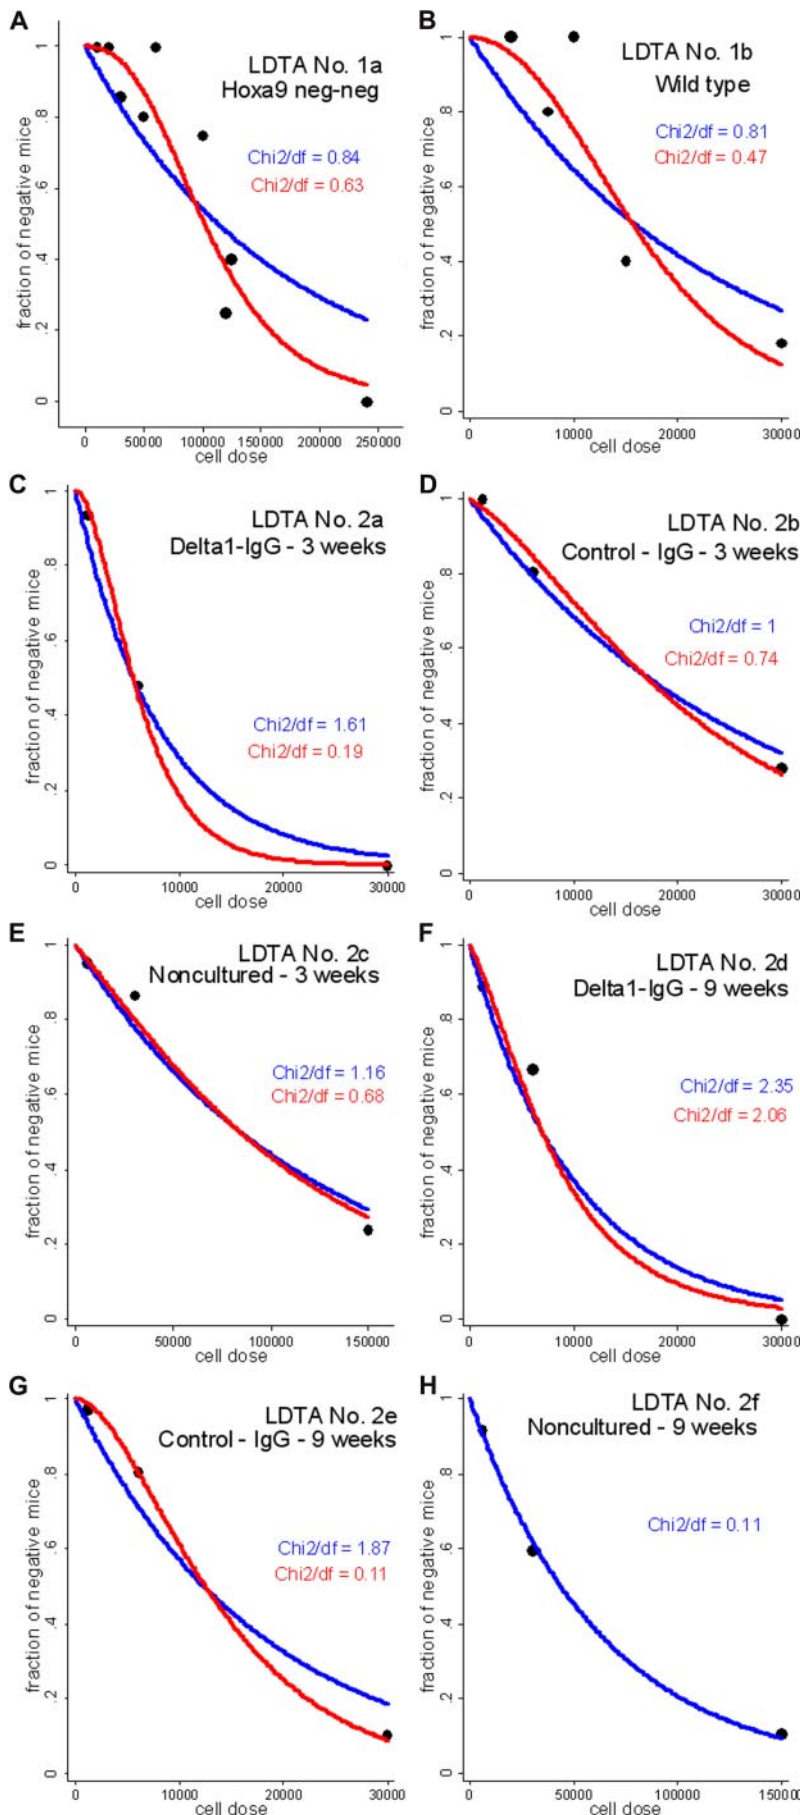 A
LDTA No. 1a
Hoxa9 neg-neg
Chi2/df = 0.84
Chi2/df = 0.63
fraction of negative mice
1
.8
.6
.4
.2
0
0
50000
100000
150000
200000
250000
cell dose
B
LDTA No. 1b
Wild type
Chi2/df = 0.81
Chi2/df = 0.47
fraction of negative mice
1
.8
.6
.4
.2
0
0
10000
20000
30000
cell dose
C
LDTA No. 2a
Delta1-IgG - 3 weeks
Chi2/df = 1.61
Chi2/df = 0.19
fraction of negative mice
1
.8
.6
.4
.2
0
0
10000
20000
30000
cell dose
D
LDTA No. 2b
Control - IgG - 3 weeks
Chi2/df = 1
Chi2/df = 0.74
fraction of negative mice
1
.8
.6
.4
.2
0
0
10000
20000
30000
cell dose
E
LDTA No. 2c
Noncultured - 3 weeks
Chi2/df = 1.16
Chi2/df = 0.68
fraction of negative mice
1
.8
.6
.4
.2
0
0
50000
100000
150000
cell dose
F
LDTA No. 2d
Delta1-IgG - 9 weeks
Chi2/df = 2.35
Chi2/df = 2.06
fraction of negative mice
1
.8
.6
.4
.2
0
0
10000
20000
30000
cell dose
G
LDTA No. 2e
Control - IgG - 9 weeks
Chi2/df = 1.87
Chi2/df = 0.11
fraction of negative mice
1
.8
.6
.4
.2
0
0
10000
20000
30000
cell dose
H
LDTA No. 2f
Noncultured - 9 weeks
Chi2/df = 0.11
fraction of negative mice
1
.8
.6
.4
.2
0
0
50000
100000
150000
cell dose